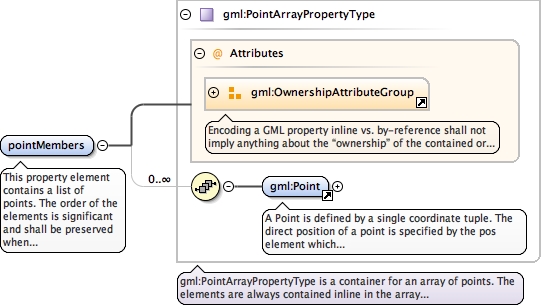 gml:PointArrayPropertyType
@ Attributes
gml:OwnershipAttributeGroup
Encoding a GML property inline vs. by-reference shall not
imply anything about the "ownership" of the contained or...
pointMembers
This property element
contains a list of
points. The order of the
elements is significant
and shall be preserved
when...
0..∞
gml:Point
A Point is defined by a single coordinate tuple. The
direct position of a point is specified by the pos
element which...
gml:PointArrayPropertyType is a container for an array of points. The
elements are always contained inline in the array...